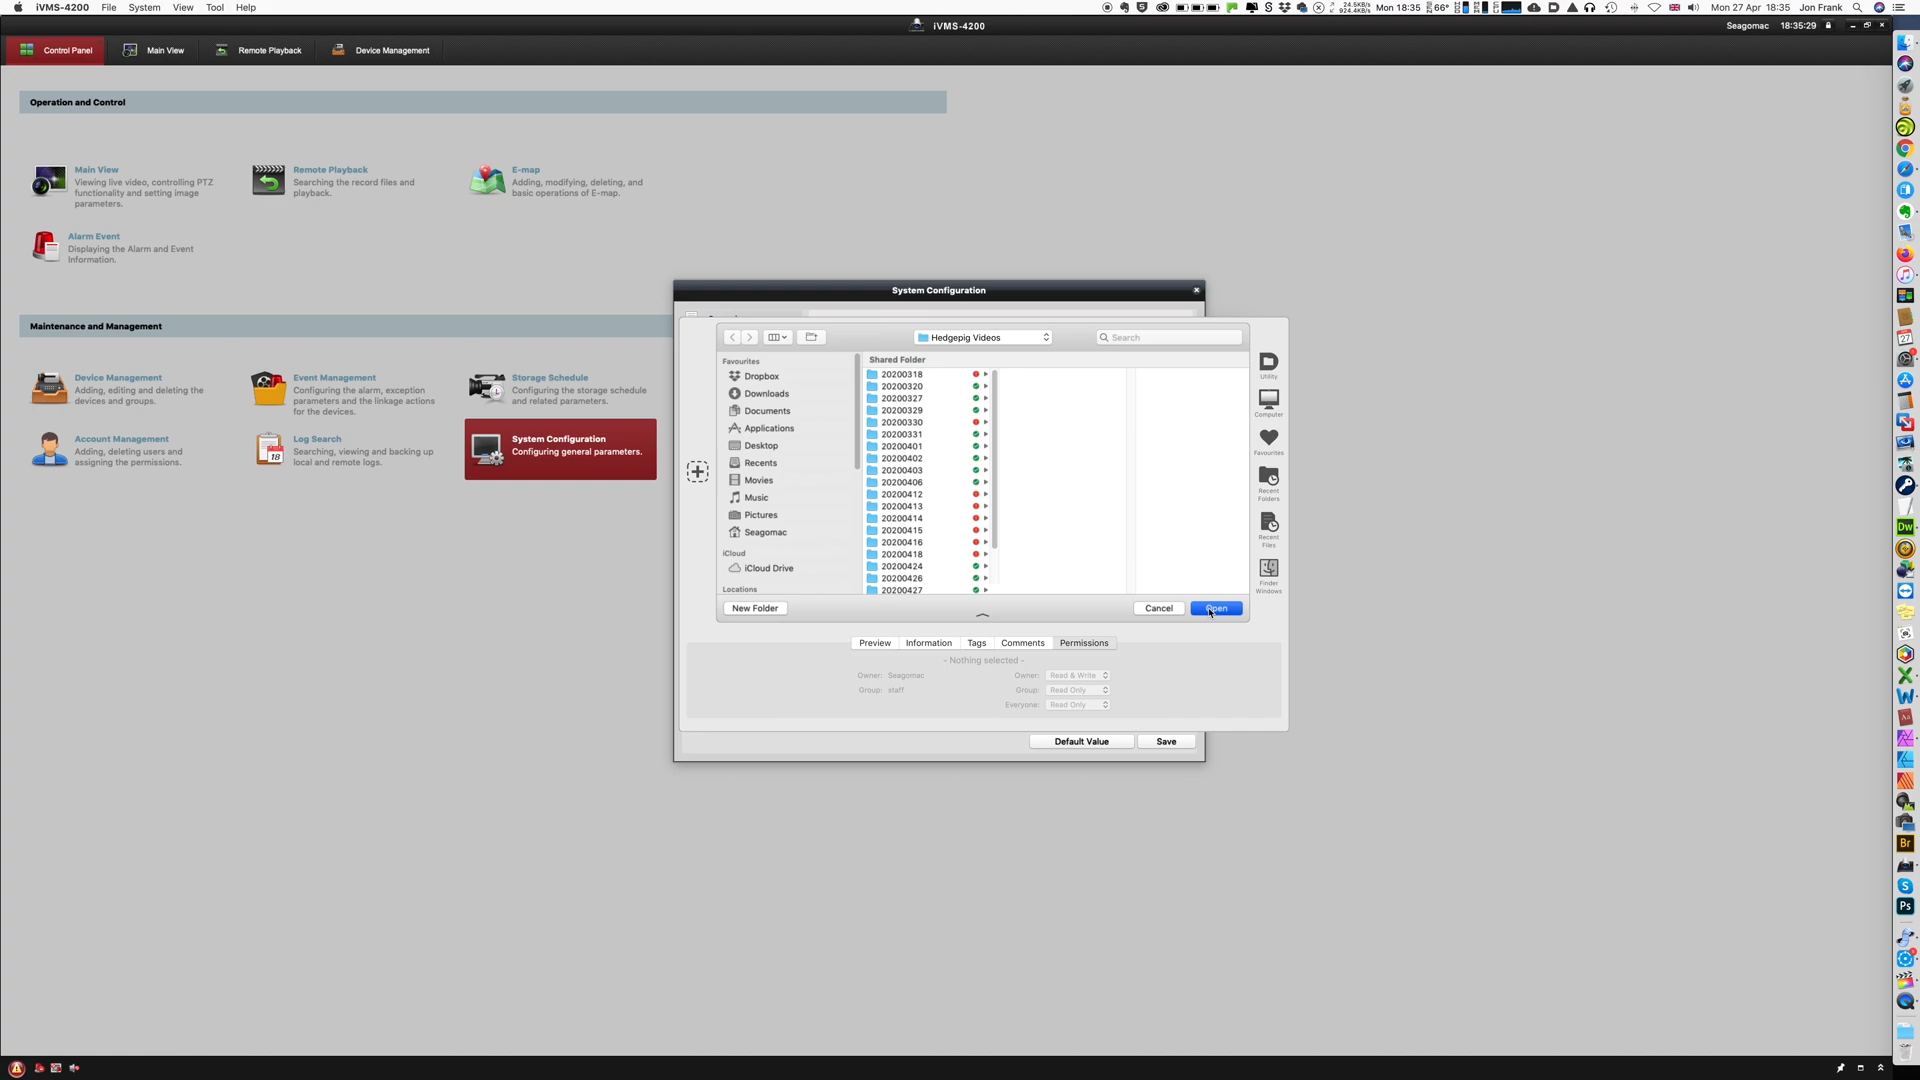 iVMS-4200 File System View Tool Help
24.5KB/s
924.4KB/s
Mon 18:35
66°
Mon 27 Apr 18:35 Jon Frank
iVMS-4200
Seagomac 18:35:29
Control Panel Main View Remote Playback Device Management
Operation and Control
Main View
Viewing live video, controlling PTZ
functionality and setting image
parameters.
Remote Playback
Searching the record files and
playback.
E-map
Adding, modifying, deleting, and
basic operations of E-map.
Alarm Event
Displaying the Alarm and Event
Information.
Maintenance and Management
Device Management
Adding, editing and deleting the
devices and groups.
Event Management
Configuring the alarm, exception
parameters and the linkage actions
for the devices.
Storage Schedule
Configuring the storage schedule
and related parameters.
Account Management
Adding, deleting users and
assigning the permissions.
18
Log Search
Searching, viewing and backing up
local and remote logs.
System Configuration
Configuring general parameters.
System Configuration
Hedgepig Videos
Search
Favourites
Dropbox
Downloads
Documents
Applications
Desktop
Recents
Movies
Music
Pictures
Seagomac
iCloud
iCloud Drive
Locations
Shared Folder
20200318
20200320
20200327
20200329
20200330
20200331
20200401
20200402
20200403
20200406
20200412
20200413
20200414
20200415
20200416
20200418
20200424
20200426
20200427
Utility
Computer
Favourites
Recent
Folders
Recent
Files
Finder
Windows
New Folder Cancel Open
Preview Information Tags Comments Permissions
- Nothing selected -
Owner: Seagomac Owner: Read & Write
Group: staff Group: Read Only
Everyone: Read Only
Default Value Save
27
Dw
Br
Ps